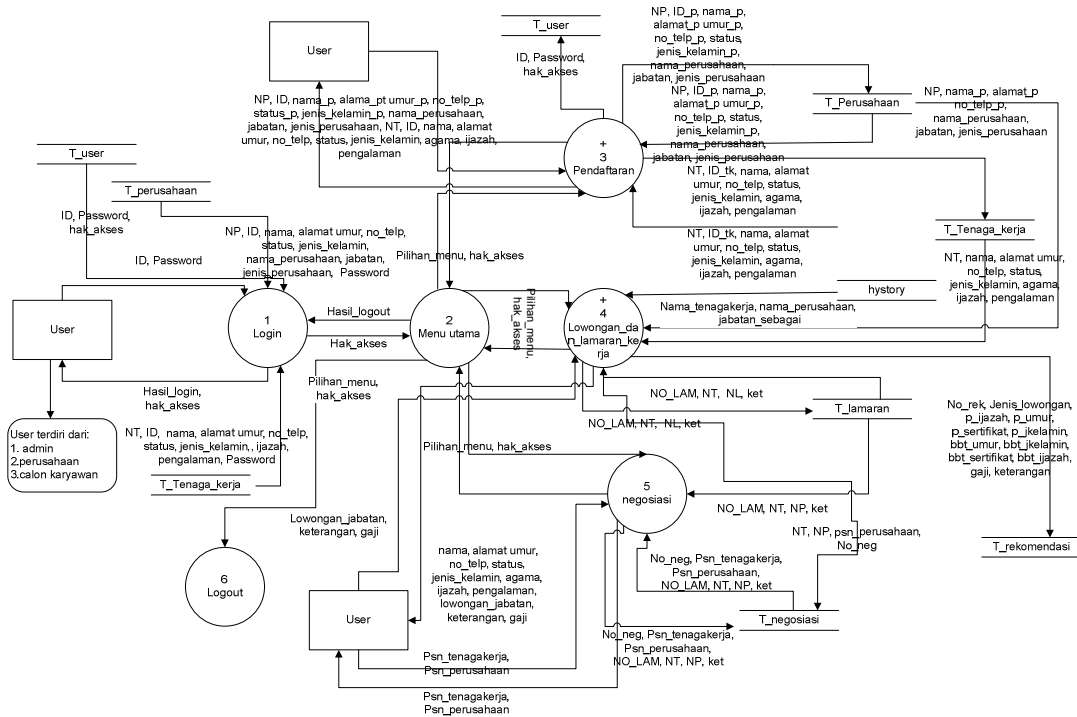 T_user
User
ID, Password,
hak_akses
NP, ID_p, nama_p,
alamat_p umur_p,
no_telp_p, status,
jenis_kelamin_p,
nama_perusahaan,
jabatan, jenis_perusahaan
NP, ID_p, nama_p,
alamat_p umur_p,
no_telp_p, status,
jenis_kelamin_p,
nama_perusahaan,
jabatan, jenis_perusahaan
T_Perusahaan
NP, nama_p, alamat_p
no_telp_p,
nama_perusahaan,
jabatan, jenis_perusahaan
NP, ID, nama_p, alama_pt umur_p, no_telp_p,
status_p, jenis_kelamin_p, nama_perusahaan,
jabatan, jenis_perusahaan, NT, ID, nama, alamat
umur, no_telp, status, jenis_kelamin, agama, ijazah,
pengalaman
+
3
Pendaftaran
T_user
T_perusahaan
ID, Password,
hak_akses
NT, ID_tk, nama, alamat
umur, no_telp, status,
jenis_kelamin, agama,
ijazah, pengalaman
T_Tenaga_kerja
NP, ID, nama, alamat umur, no_telp,
status, jenis_kelamin,
nama_perusahaan, jabatan,
jenis_perusahaan, Password
ID, Password
Pilihan_menu, hak_akses
NT, ID_tk, nama, alamat
umur, no_telp, status,
jenis_kelamin, agama,
ijazah, pengalaman
NT, nama, alamat umur,
no_telp, status,
jenis_kelamin, agama,
ijazah, pengalaman
hystory
User
1
Login
Hasil_logout
Hak_akses
2
Menu utama
Pilihan_menu,
hak_akses
+
4
Lowongan_da
n_lamaran_ke
rja
Nama_tenagakerja, nama_perusahaan,
jabatan_sebagai
Hasil_login,
hak_akses
Pilihan_menu,
hak_akses
NO_LAM, NT, NL, ket
T_lamaran
NO_LAM, NT, NL, ket
No_rek, Jenis_lowongan,
p_ijazah, p_umur,
p_sertifikat, p_jkelamin,
bbt_umur, bbt_jkelamin,
bbt_sertifikat, bbt_ijazah,
gaji, keterangan
User terdiri dari:
1. admin
2.perusahaan
3.calon karyawan
NT, ID, nama, alamat umur, no_telp,
status, jenis_kelamin,, ijazah,
pengalaman, Password
T_Tenaga_kerja
Pilihan_menu, hak_akses
5
negosiasi
NO_LAM, NT, NP, ket
Lowongan_jabatan,
keterangan, gaji
NT, NP, psn_perusahaan,
No_neg
T_rekomendasi
6
Logout
nama, alamat umur,
no_telp, status,
jenis_kelamin, agama,
ijazah, pengalaman,
lowongan_jabatan,
keterangan, gaji
No_neg, Psn_tenagakerja,
Psn_perusahaan,
NO_LAM, NT, NP, ket
User
T_negosiasi
No_neg, Psn_tenagakerja,
Psn_perusahaan,
NO_LAM, NT, NP, ket
Psn_tenagakerja,
Psn_perusahaan
Psn_tenagakerja,
Psn_perusahaan